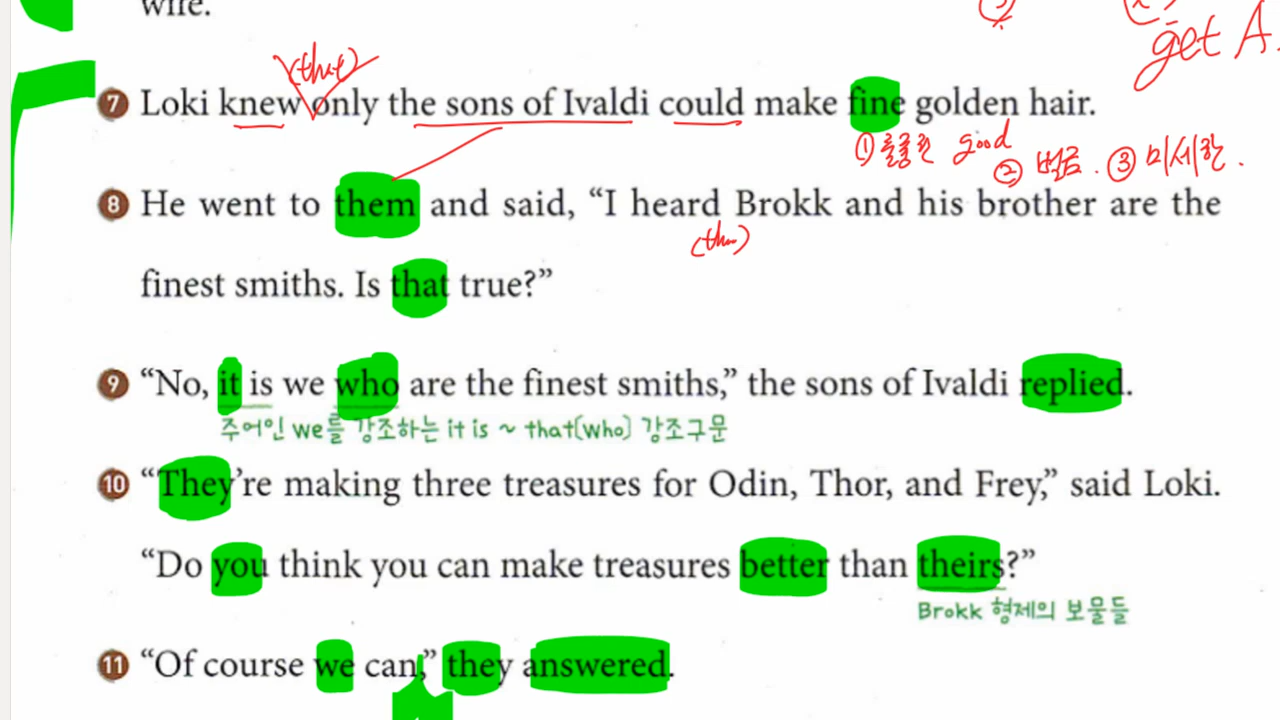 wife.
get A
(that)
7 Loki knew only the sons of Ivaldi could make fine golden hair.
① 훌륭한 good
② 벌금. ③ 미세한.
8 He went to them and said, “I heard Brokk and his brother are the
finest smiths. Is that true?”
9 “No, it is we who are the finest smiths,” the sons of Ivaldi replied.
주어인 we를 강조하는 it is ~ that(who) 강조구문
10 “They’re making three treasures for Odin, Thor, and Frey,” said Loki.
“Do you think you can make treasures better than theirs?”
Brokk 형제의 보물들
11 “Of course we can,” they answered.